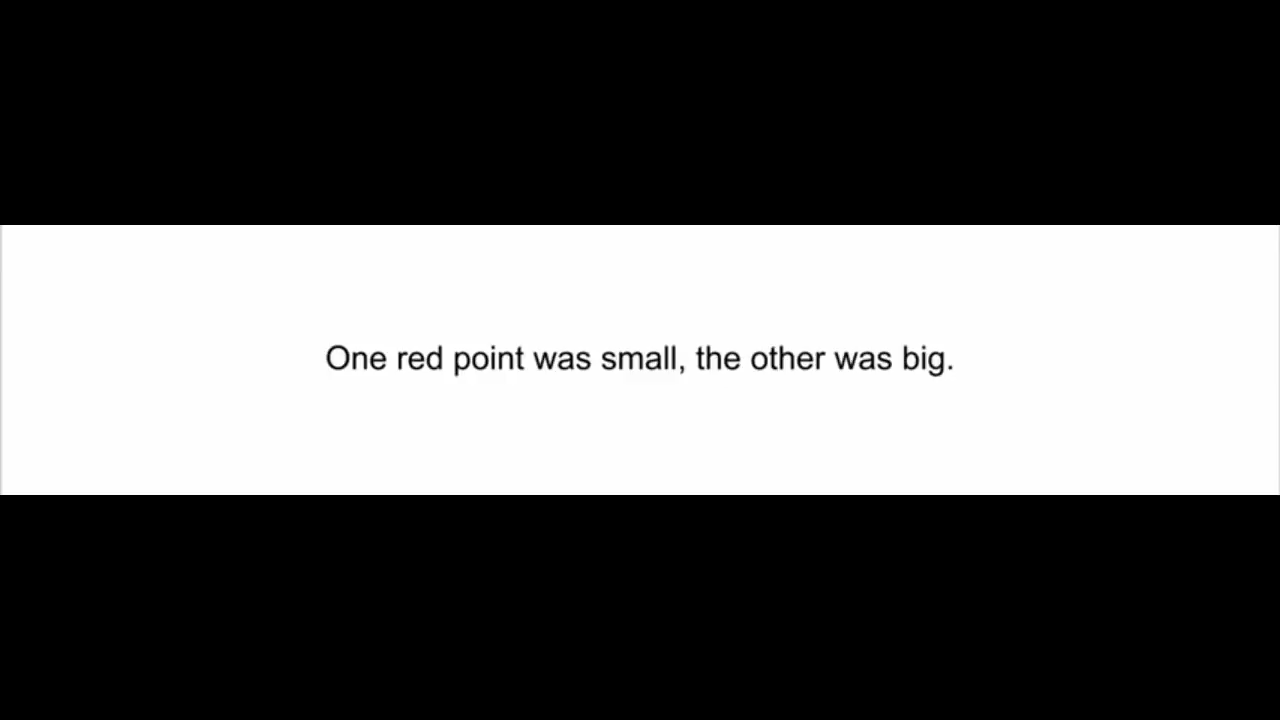 One red point was small, the other was big.